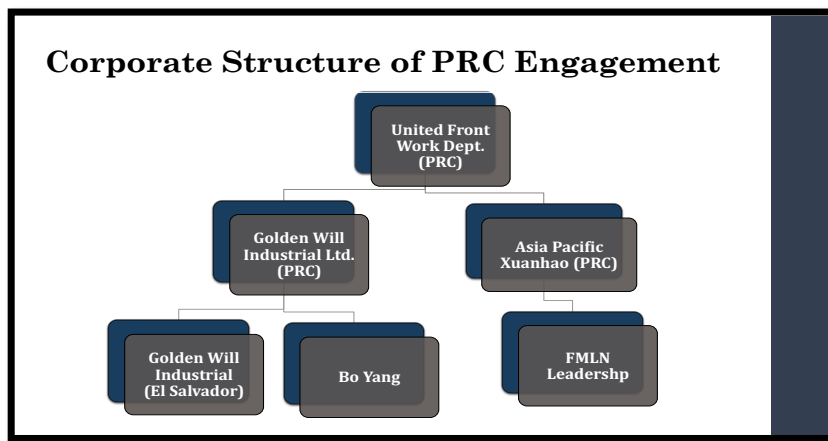 Corporate Structure of PRC Engagement
United Front
Work Dept.
(PRC)
Golden Will
Industrial Ltd.
(PRC)
Asia Pacific
Xuanhao (PRC)
Golden Will
Industrial
(El Salvador)
Bo Yang
FMLN
Leadershp